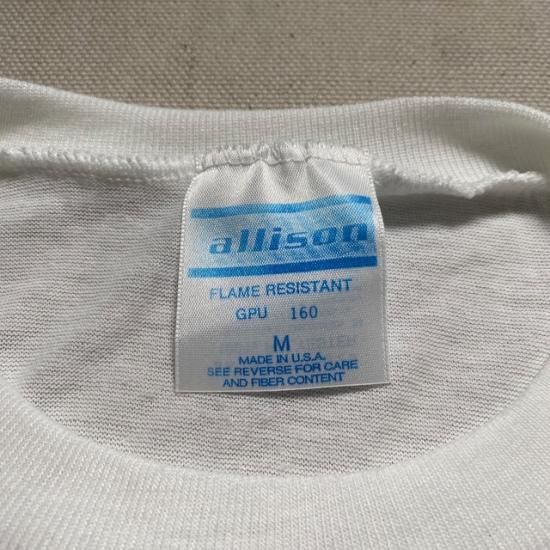 allison
FLAME RESISTANT
GPU 160
M
MADE IN U.S.A.
SEE REVERSE FOR CARE
AND FIBER CONTENT